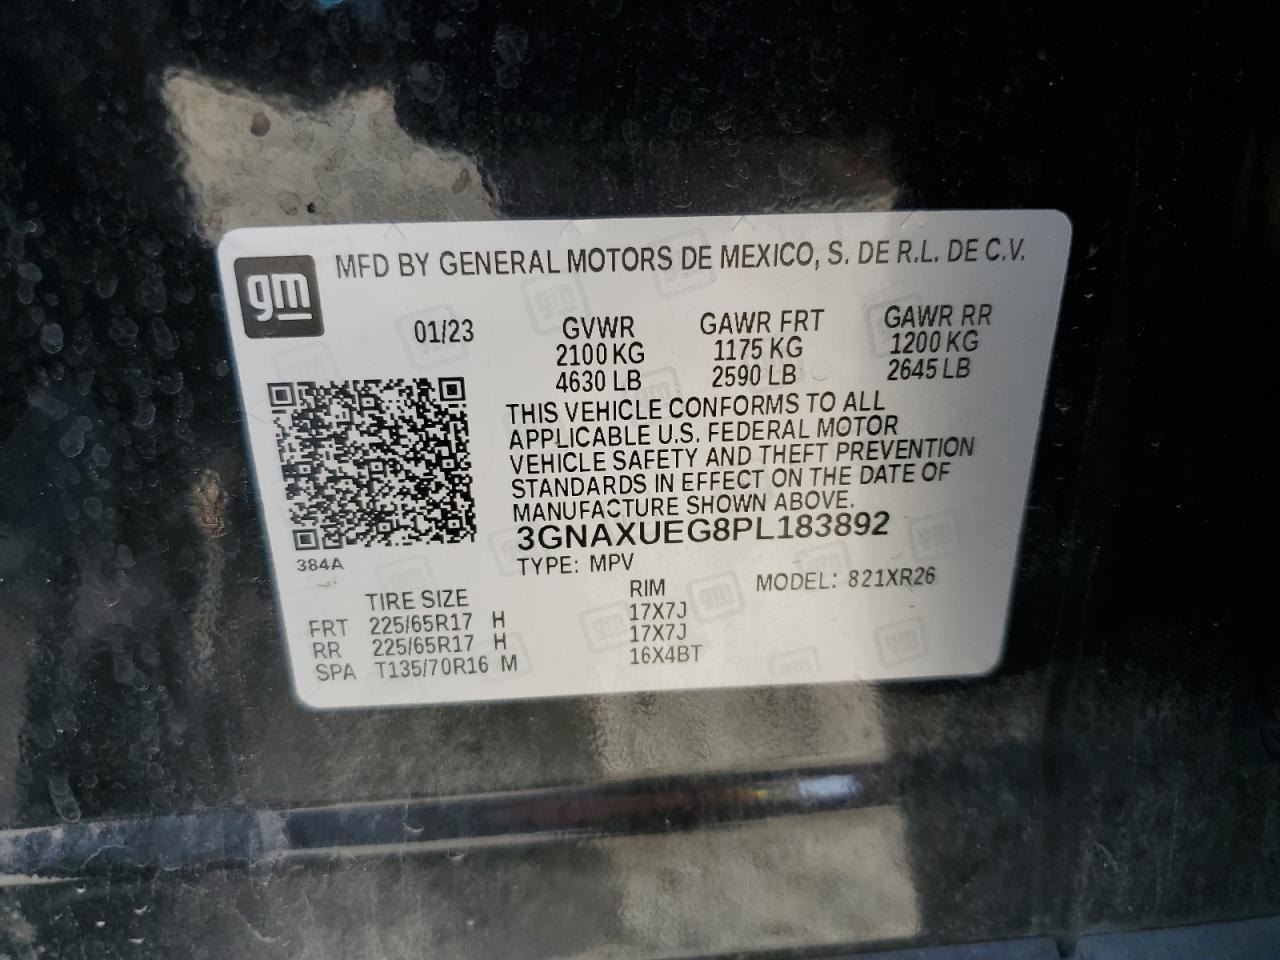 gm
MFD BY GENERAL MOTORS DE MEXICO, S. DE R.L. DE C.V.
01/23 GVWR GAWR FRT GAWR RR
2100 KG 1175 KG 1200 KG
4630 LB 2590 LB 2645 LB
THIS VEHICLE CONFORMS TO ALL
APPLICABLE U.S. FEDERAL MOTOR
VEHICLE SAFETY AND THEFT PREVENTION
STANDARDS IN EFFECT ON THE DATE OF
MANUFACTURE SHOWN ABOVE.
3GNAXUEG8PL183892
384A
TYPE: MPV MODEL: 821XR26
TIRE SIZE RIM
FRT 225/65R17 H 17X7J
RR 225/65R17 H 17X7J
SPA T135/70R16 M 16X4BT